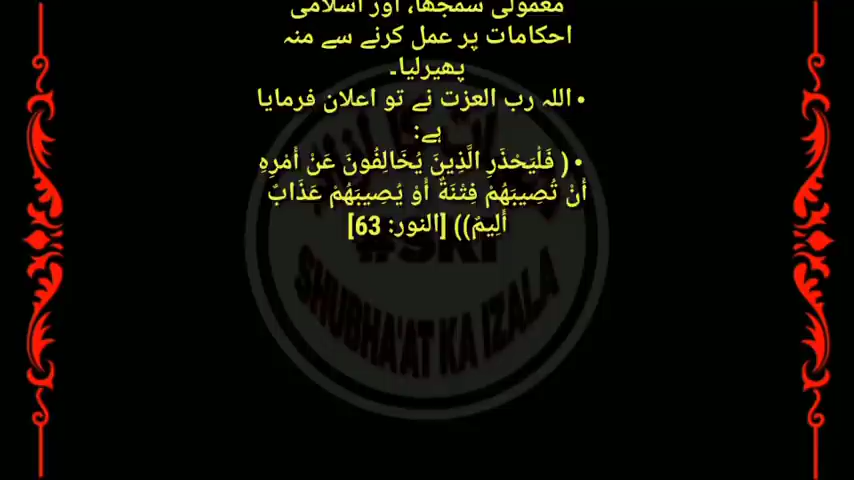 معمولی سمجھا، اور اسلامی
احکامات پر عمل کرنے سے منہ
پھیرلیا۔
• اللہ رب العزت نے تو اعلان فرمایا
ہے:
• ( فَلْيَحْذَرِ الَّذِينَ يُخَالِفُونَ عَنْ أَمْرِهِ
أَنْ تُصِيبَهُمْ فِتْنَةٌ أَوْ يُصِيبَهُمْ عَذَابٌ
أَلِيمٌ)) [النور: 63]
#SKI
SHUBHA'AT KA IZALA